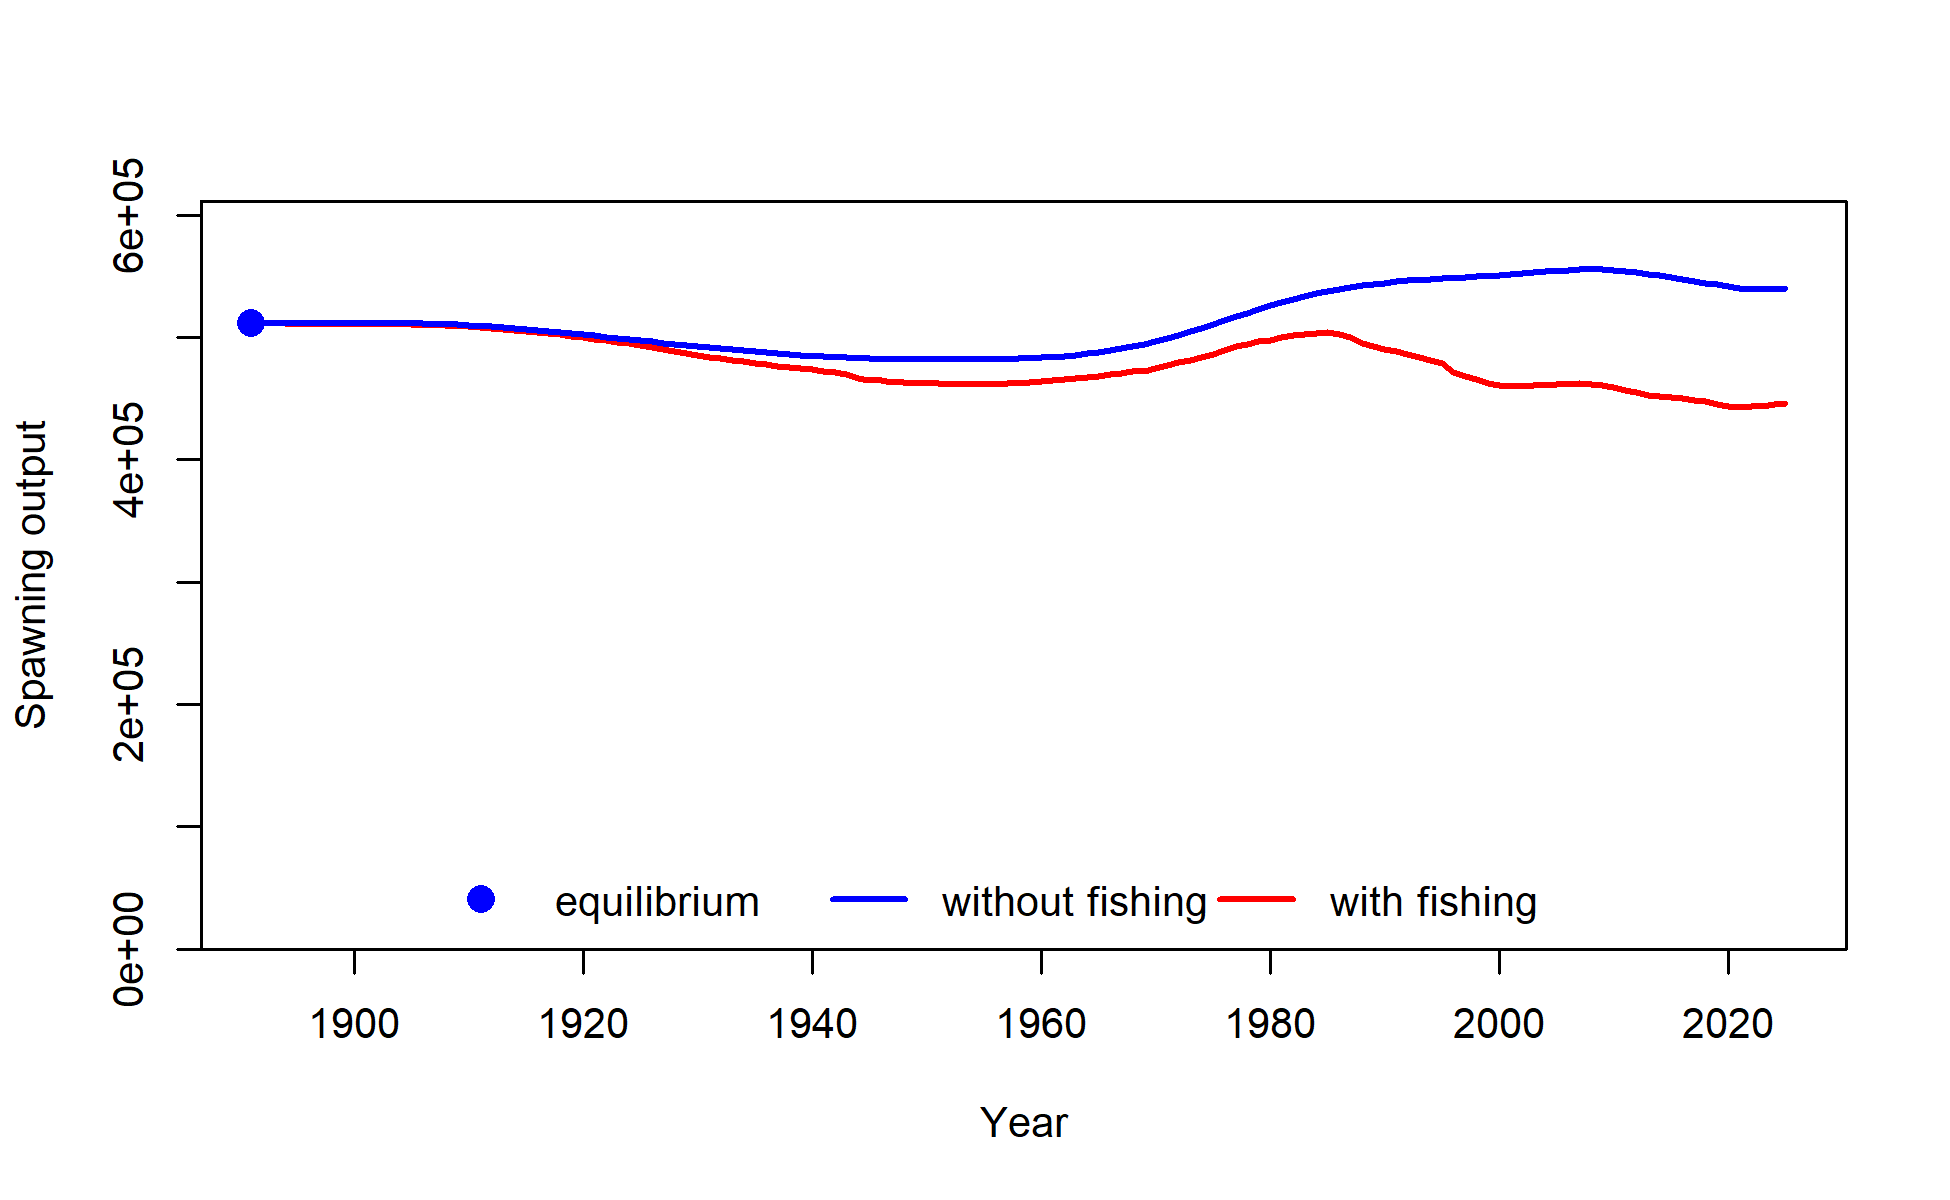 6e+05
4e+05
2e+05
0e+00
Spawning output
equilibrium without fishing with fishing
1900 1920 1940 1960 1980 2000 2020
Year